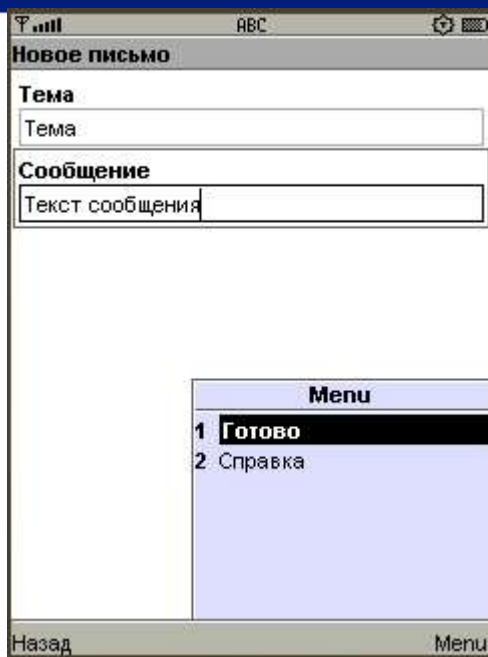 ABC
Новое письмо
Тема
Тема
Сообщение
Текст сообщения
Menu
1 Готово
2 Справка
Назад Menu